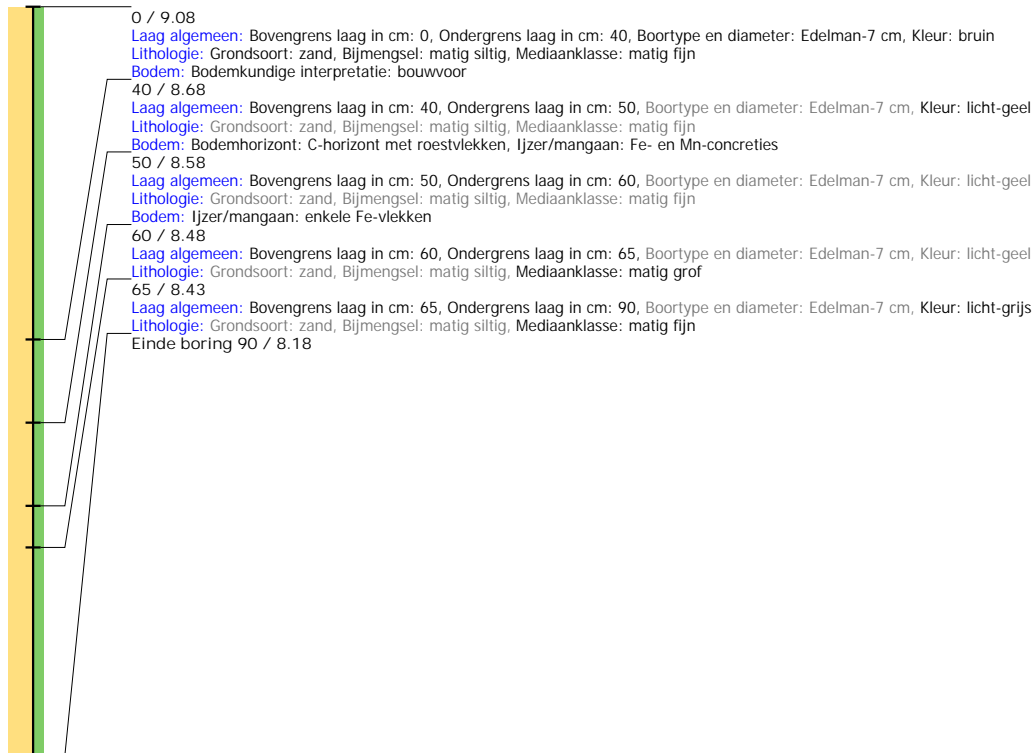 0 / 9.08
Laag algemeen: Bovengrens laag in cm: 0, Ondergrens laag in cm: 40, Boortype en diameter: Edelman-7 cm, Kleur: bruin
Lithologie: Grondsoort: zand, Bijmengsel: matig siltig, Mediaanklasse: matig fijn
Bodem: Bodemkundige interpretatie: bouwvoor
40 / 8.68
Laag algemeen: Bovengrens laag in cm: 40, Ondergrens laag in cm: 50, Boortype en diameter: Edelman-7 cm, Kleur: licht-geel
Lithologie: Grondsoort: zand, Bijmengsel: matig siltig, Mediaanklasse: matig fijn
Bodem: Bodemhorizont: C-horizont met roestvlekken, Ijzer/mangaan: Fe- en Mn-concreties
50 / 8.58
Laag algemeen: Bovengrens laag in cm: 50, Ondergrens laag in cm: 60, Boortype en diameter: Edelman-7 cm, Kleur: licht-geel
Lithologie: Grondsoort: zand, Bijmengsel: matig siltig, Mediaanklasse: matig fijn
Bodem: Ijzer/mangaan: enkele Fe-vlekken
60 / 8.48
Laag algemeen: Bovengrens laag in cm: 60, Ondergrens laag in cm: 65, Boortype en diameter: Edelman-7 cm, Kleur: licht-geel
Lithologie: Grondsoort: zand, Bijmengsel: matig siltig, Mediaanklasse: matig grof
65 / 8.43
Laag algemeen: Bovengrens laag in cm: 65, Ondergrens laag in cm: 90, Boortype en diameter: Edelman-7 cm, Kleur: licht-grijs
Lithologie: Grondsoort: zand, Bijmengsel: matig siltig, Mediaanklasse: matig fijn
Einde boring 90 / 8.18